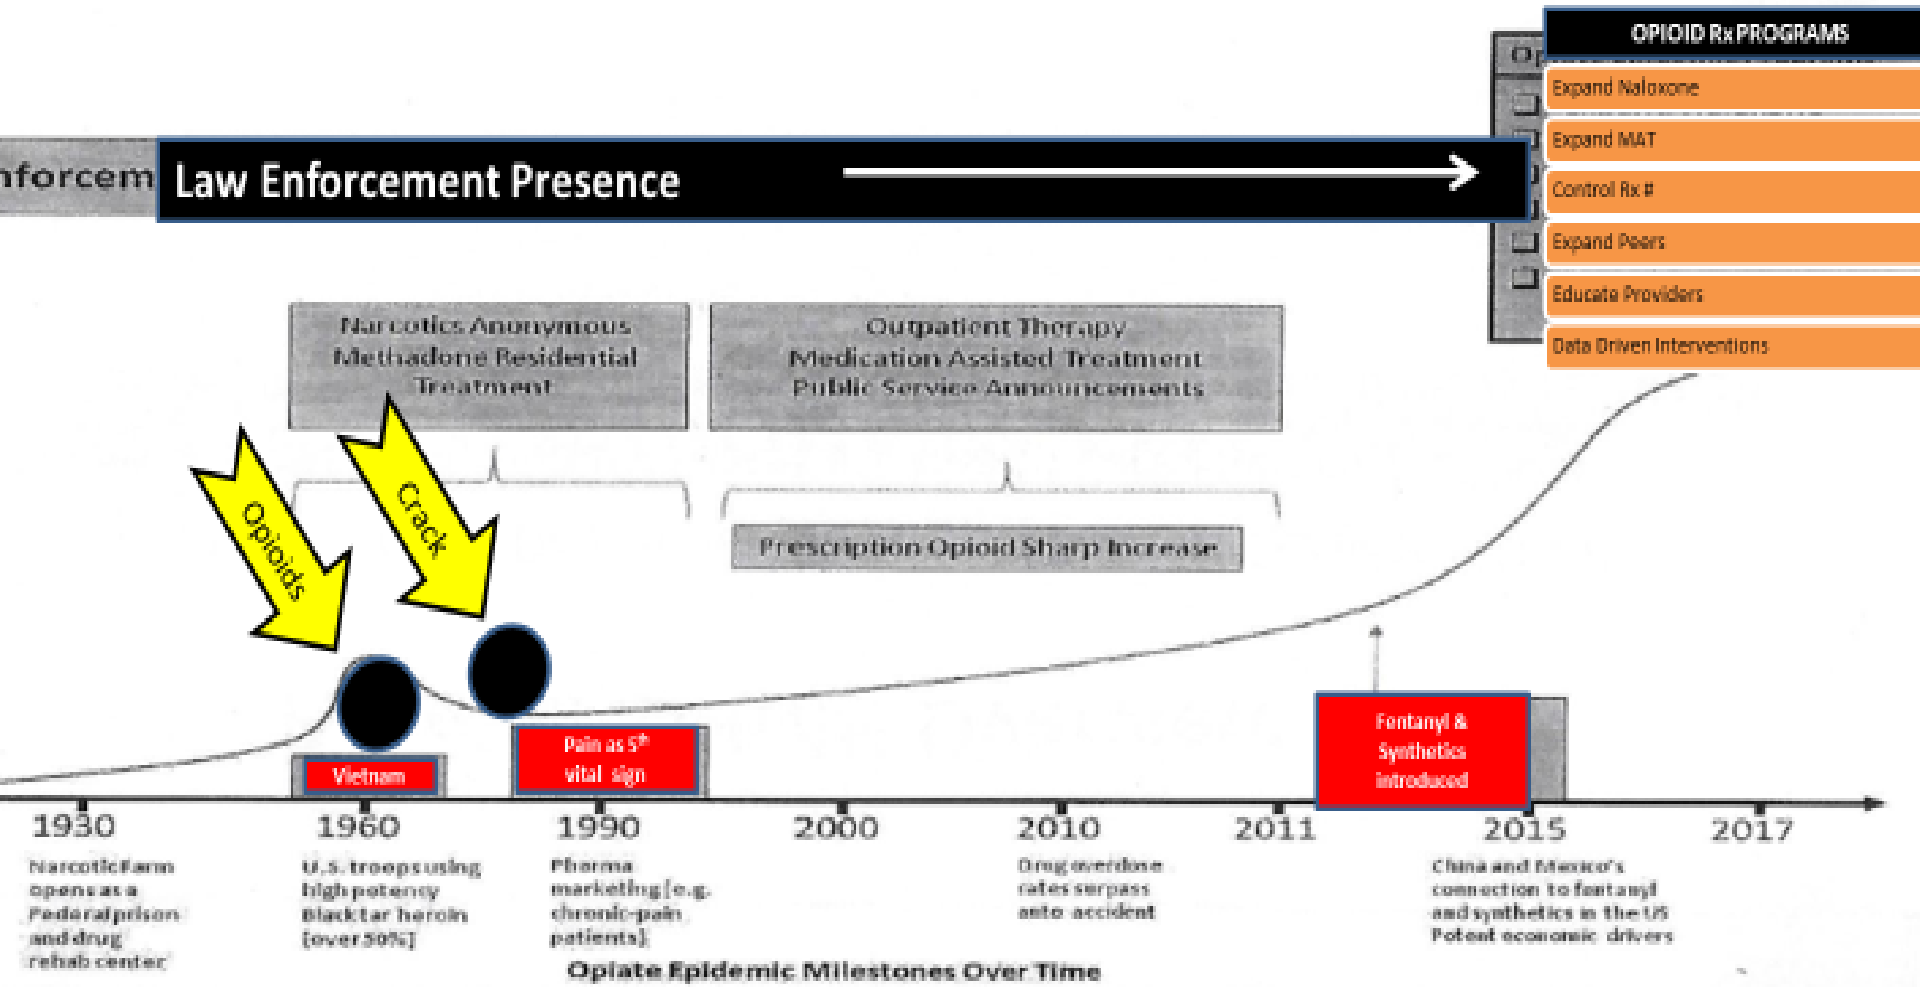 OPIOID Rx PROGRAMS
Expand Naloxone
Expand MAT
Control Rx #
Expand Peers
Educate Providers
Data Driven Interventions
nforcem
Law Enforcement Presence
Narcotics Anonymous
Methadone Residential
Treatment
Outpatient Therapy
Medication Assisted Treatment
Public Service Announcements
Opioids
Crack
Prescription Opioid Sharp Increase
Vietnam
Pain as 5th
vital sign
Fentanyl &
Synthetics
introduced
1930
1960
1990
2000
2010
2011
2015
2017
Narcotic Farm
opens as a
Federal prison
and drug
rehab center
U.S. troops using
high potency
Black tar heroin
[over 50%]
Pharma
marketing [e.g.
chronic-pain
patients]
Drug overdose
rates surpass
auto accident
China and Mexico's
connection to fentanyl
and synthetics in the US
Potent economic drivers
Opiate Epidemic Milestones Over Time